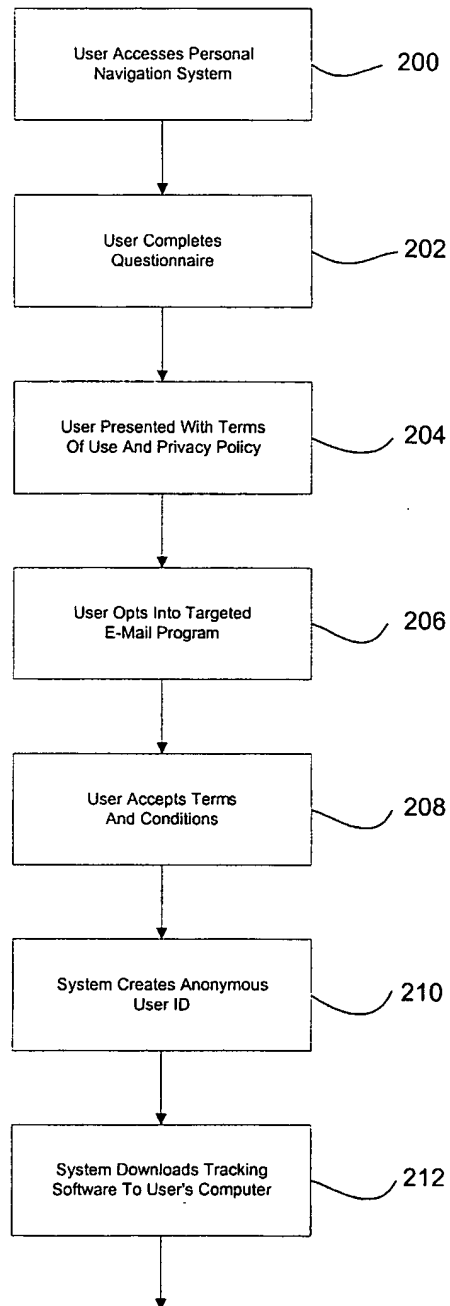 User Accesses Personal
Navigation System
200
User Completes
Questionnaire
202
User Presented With Terms
Of Use And Privacy Policy
204
User Opts Into Targeted
E-Mail Program
206
User Accepts Terms
And Conditions
208
System Creates Anonymous
User ID
210
System Downloads Tracking
Software To User's Computer
212